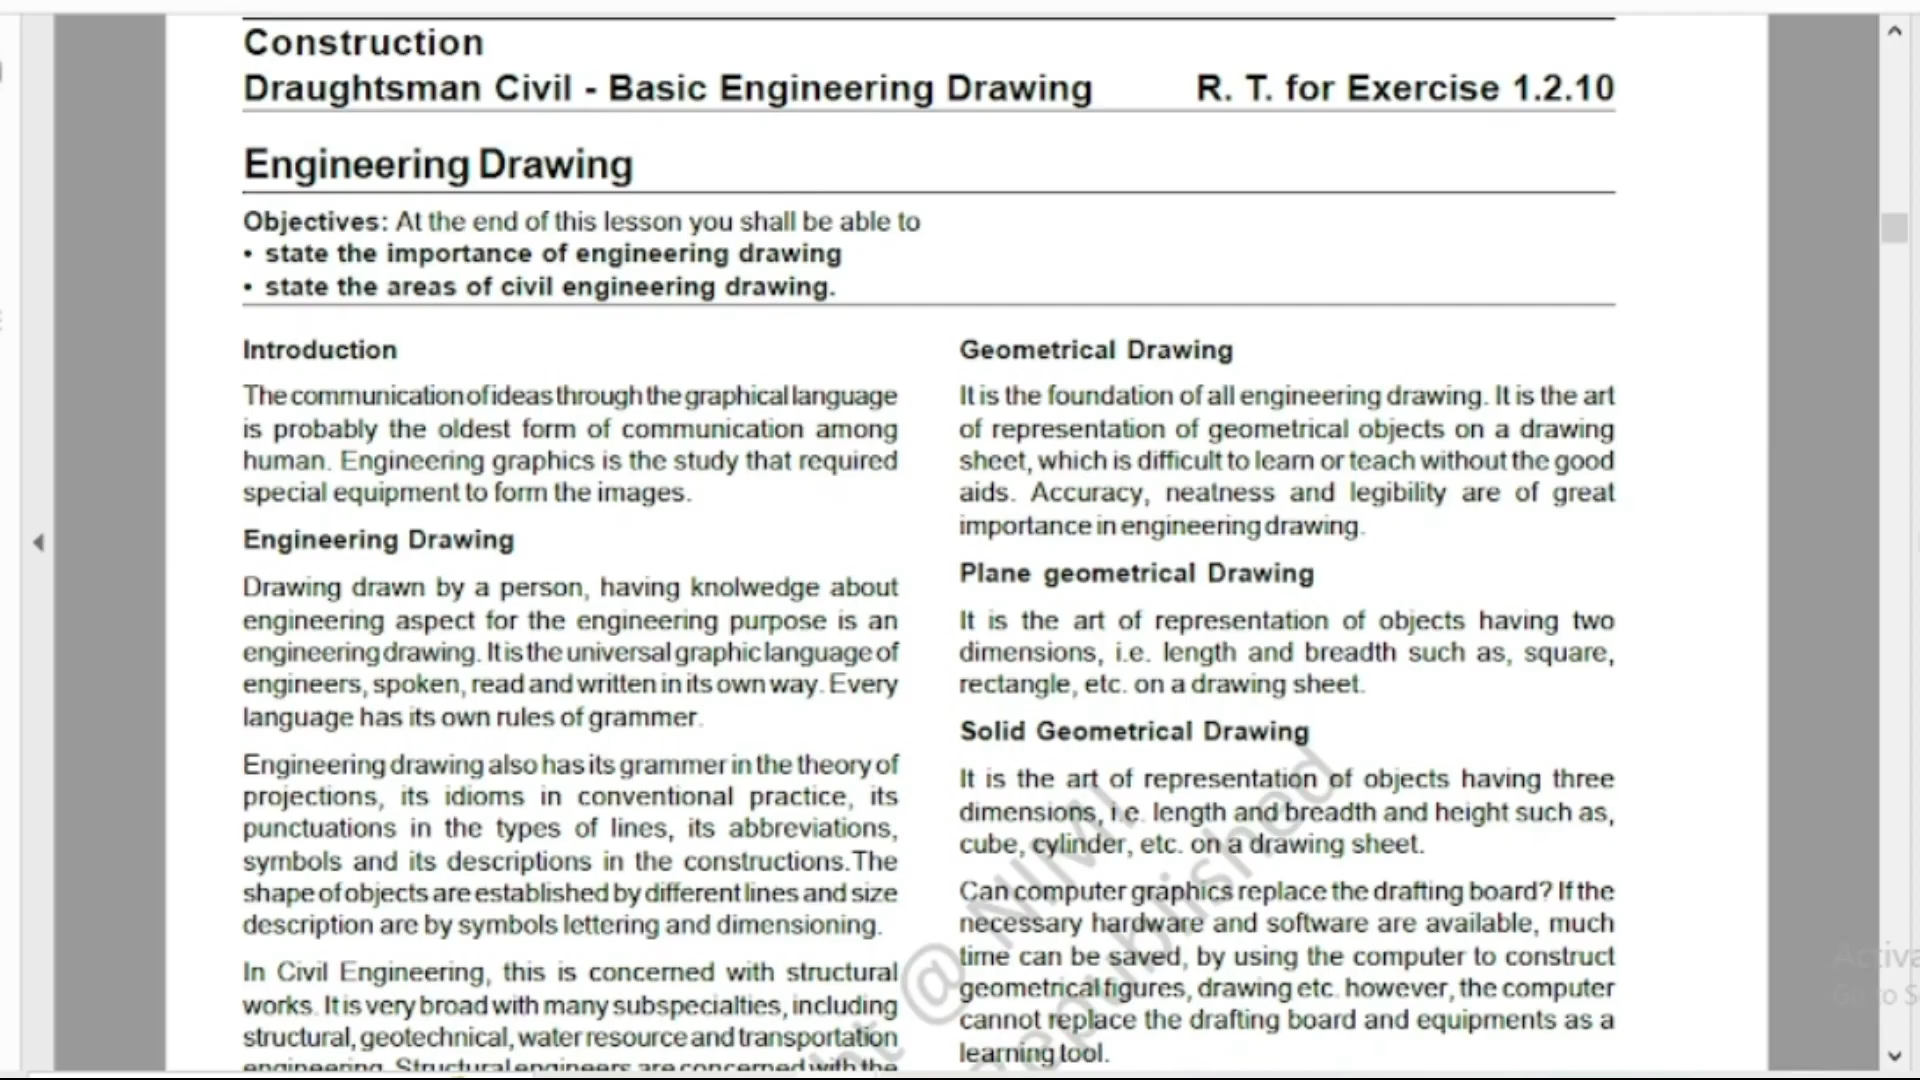 Construction
Draughtsman Civil - Basic Engineering Drawing R. T. for Exercise 1.2.10
Engineering Drawing
Objectives: At the end of this lesson you shall be able to
• state the importance of engineering drawing
• state the areas of civil engineering drawing.
Introduction
The communication of ideas through the graphical language
is probably the oldest form of communication among
human. Engineering graphics is the study that required
special equipment to form the images.
Engineering Drawing
Drawing drawn by a person, having knolwedge about
engineering aspect for the engineering purpose is an
engineering drawing. It is the universal graphic language of
engineers, spoken, read and written in its own way. Every
language has its own rules of grammer.
Engineering drawing also has its grammer in the theory of
projections, its idioms in conventional practice, its
punctuations in the types of lines, its abbreviations,
symbols and its descriptions in the constructions.The
shape of objects are established by different lines and size
description are by symbols lettering and dimensioning.
In Civil Engineering, this is concerned with structural
works. It is very broad with many subspecialties, including
structural, geotechnical, water resource and transportation
engineering. Structural engineers are concerned with the
Geometrical Drawing
It is the foundation of all engineering drawing. It is the art
of representation of geometrical objects on a drawing
sheet, which is difficult to learn or teach without the good
aids. Accuracy, neatness and legibility are of great
importance in engineering drawing.
Plane geometrical Drawing
It is the art of representation of objects having two
dimensions, i.e. length and breadth such as, square,
rectangle, etc. on a drawing sheet.
Solid Geometrical Drawing
It is the art of representation of objects having three
dimensions, i.e. length and breadth and height such as,
cube, cylinder, etc. on a drawing sheet.
Can computer graphics replace the drafting board? If the
necessary hardware and software are available, much
time can be saved, by using the computer to construct
geometrical figures, drawing etc. however, the computer
cannot replace the drafting board and equipments as a
learning tool.
@ NIMI
epublished
Activa
Go to S